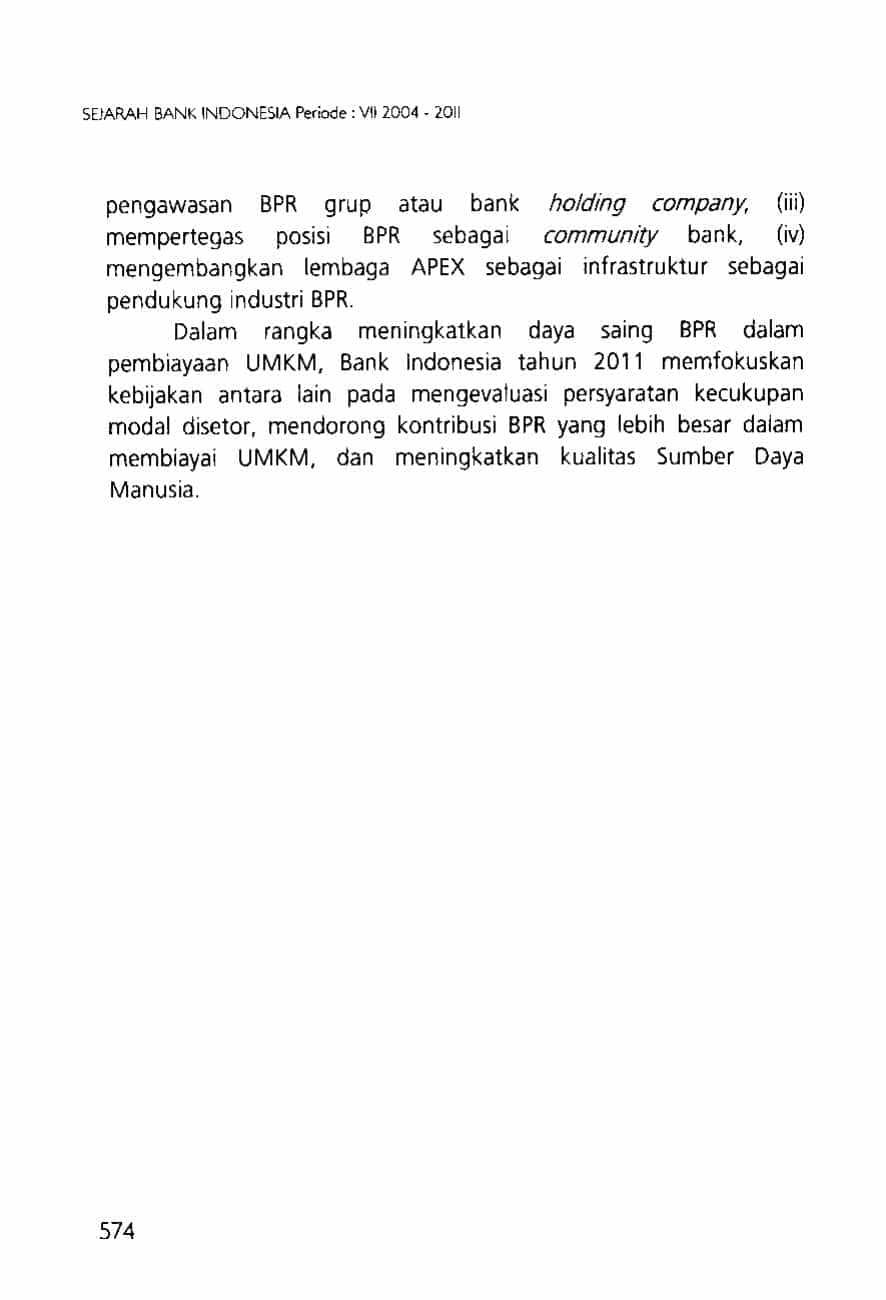 SEJARAH BANK INDONESIA Periode : VII 2004 - 2011
pengawasan BPR grup atau bank holding company, (iii)
mempertegas posisi BPR sebagai community bank, (iv)
mengembangkan lembaga APEX sebagai infrastruktur sebagai
pendukung industri BPR.
Dalam rangka meningkatkan daya saing BPR dalam
pembiayaan UMKM, Bank Indonesia tahun 2011 memfokuskan
kebijakan antara lain pada mengevaluasi persyaratan kecukupan
modal disetor, mendorong kontribusi BPR yang lebih besar dalam
membiayai UMKM, dan meningkatkan kualitas Sumber Daya
Manusia.
574